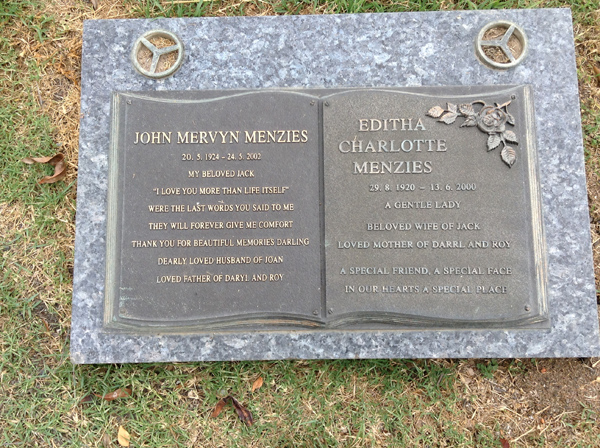 JOHN MERVYN MENZIES
20. 5. 1924 – 24. 5. 2002
MY BELOVED JACK
"I LOVE YOU MORE THAN LIFE ITSELF"
WERE THE LAST WORDS YOU SAID TO ME
THEY WILL FOREVER GIVE ME COMFORT
THANK YOU FOR BEAUTIFUL MEMORIES DARLING
DEARLY LOVED HUSBAND OF JOAN
LOVED FATHER OF DARYL AND ROY
EDITHA
CHARLOTTE
MENZIES
29. 8. 1920 – 13. 6. 2000
A GENTLE LADY
BELOVED WIFE OF JACK
LOVED MOTHER OF DARRL AND ROY
A SPECIAL FRIEND, A SPECIAL FACE
IN OUR HEARTS A SPECIAL PLACE